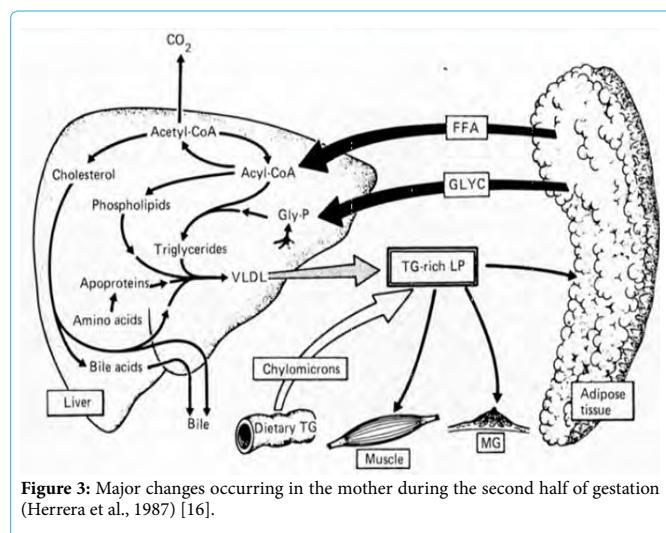 CO2
Acetyl-CoA
FFA
Cholesterol
Acyl-CoA
GLYC
Phospholipids
Gly-P
Triglycerides
Apoproteins
VLDL
TG-rich LP
Amino acids
Bile acids
Chylomicrons
Liver
Adipose
tissue
Bile
Dietary TG
MG
Muscle
Figure 3: Major changes occurring in the mother during the second half of gestation
(Herrera et al., 1987) [16].